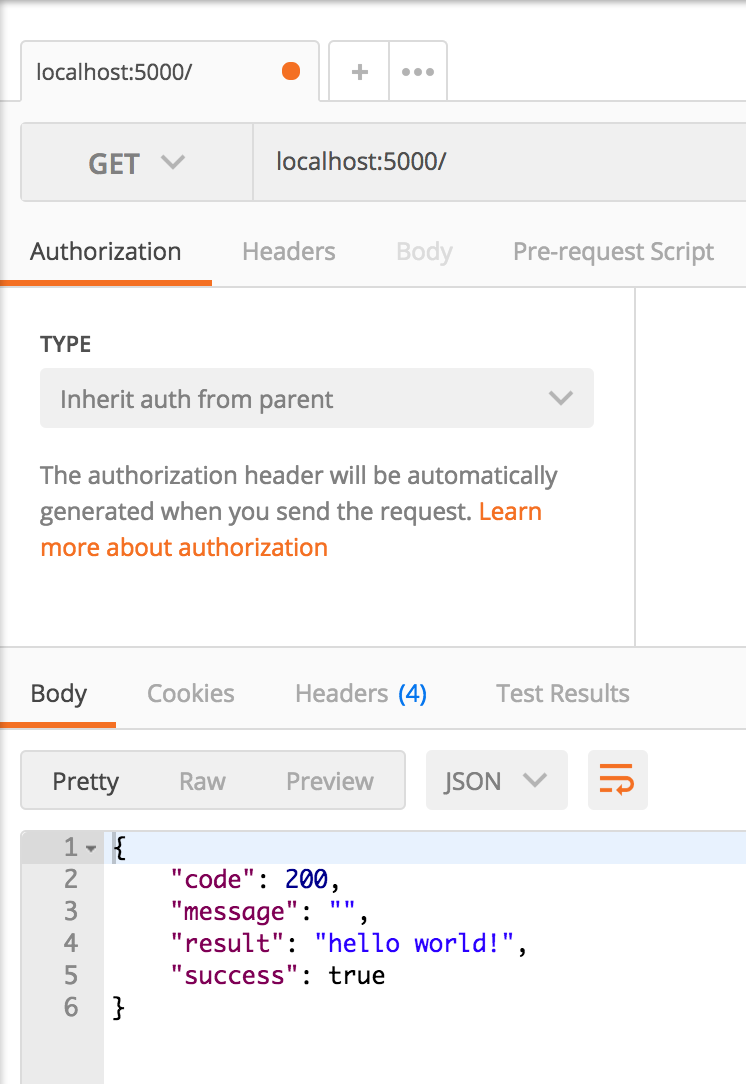 localhost:5000/
GET localhost:5000/
Authorization Headers Body Pre-request Script
TYPE
Inherit auth from parent
The authorization header will be automatically
generated when you send the request. Learn
more about authorization
Body Cookies Headers (4) Test Results
Pretty Raw Preview JSON
1 {
2 "code": 200,
3 "message": "",
4 "result": "hello world!",
5 "success": true
6 }